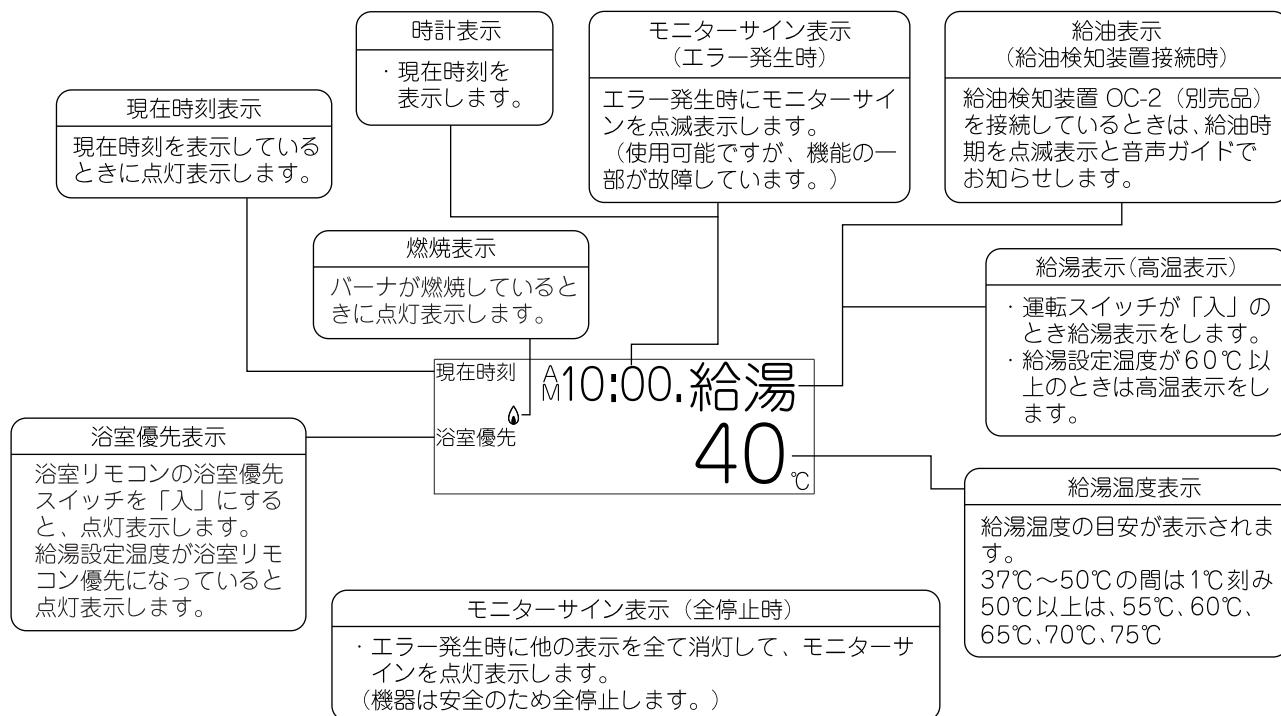 時計表示
・現在時刻を
表示します。
モニターサイン表示
（エラー発生時）
エラー発生時にモニターサイ
ンを点滅表示します。
（使用可能ですが、機能の一
部が故障しています。）
給油表示
（給油検知装置接続時）
給油検知装置 OC-2（別売品）
を接続しているときは、給油時
期を点滅表示と音声ガイドで
お知らせします。
現在時刻表示
現在時刻を表示している
ときに点灯表示します。
燃焼表示
バーナが燃焼していると
きに点灯表示します。
給湯表示（高温表示）
・運転スイッチが「入」の
とき給湯表示をします。
・給湯設定温度が60℃以
上のときは高温表示をし
ます。
現在時刻
AM10:00.給湯
浴室優先
40℃
浴室優先表示
浴室リモコンの浴室優先
スイッチを「入」にする
と、点灯表示します。
給湯設定温度が浴室リモ
コン優先になっていると
点灯表示します。
給湯温度表示
給湯温度の目安が表示されま
す。
37℃～50℃の間は1℃刻み
50℃以上は、55℃、60℃、
65℃、70℃、75℃
モニターサイン表示（全停止時）
・エラー発生時に他の表示を全て消灯して、モニターサ
インを点灯表示します。
（機器は安全のため全停止します。）